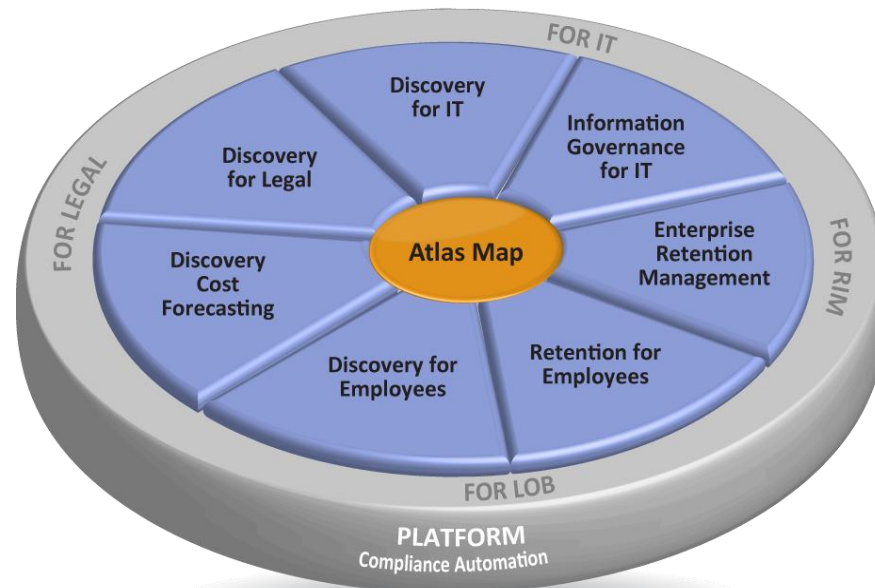 FOR IT
Discovery
for IT
Information
Governance
for IT
Discovery
for Legal
FOR LEGAL
FOR RIM
Enterprise
Retention
Management
Atlas Map
Discovery
Cost
Forecasting
Discovery for
Employees
Retention for
Employees
FOR LOB
PLATFORM
Compliance Automation